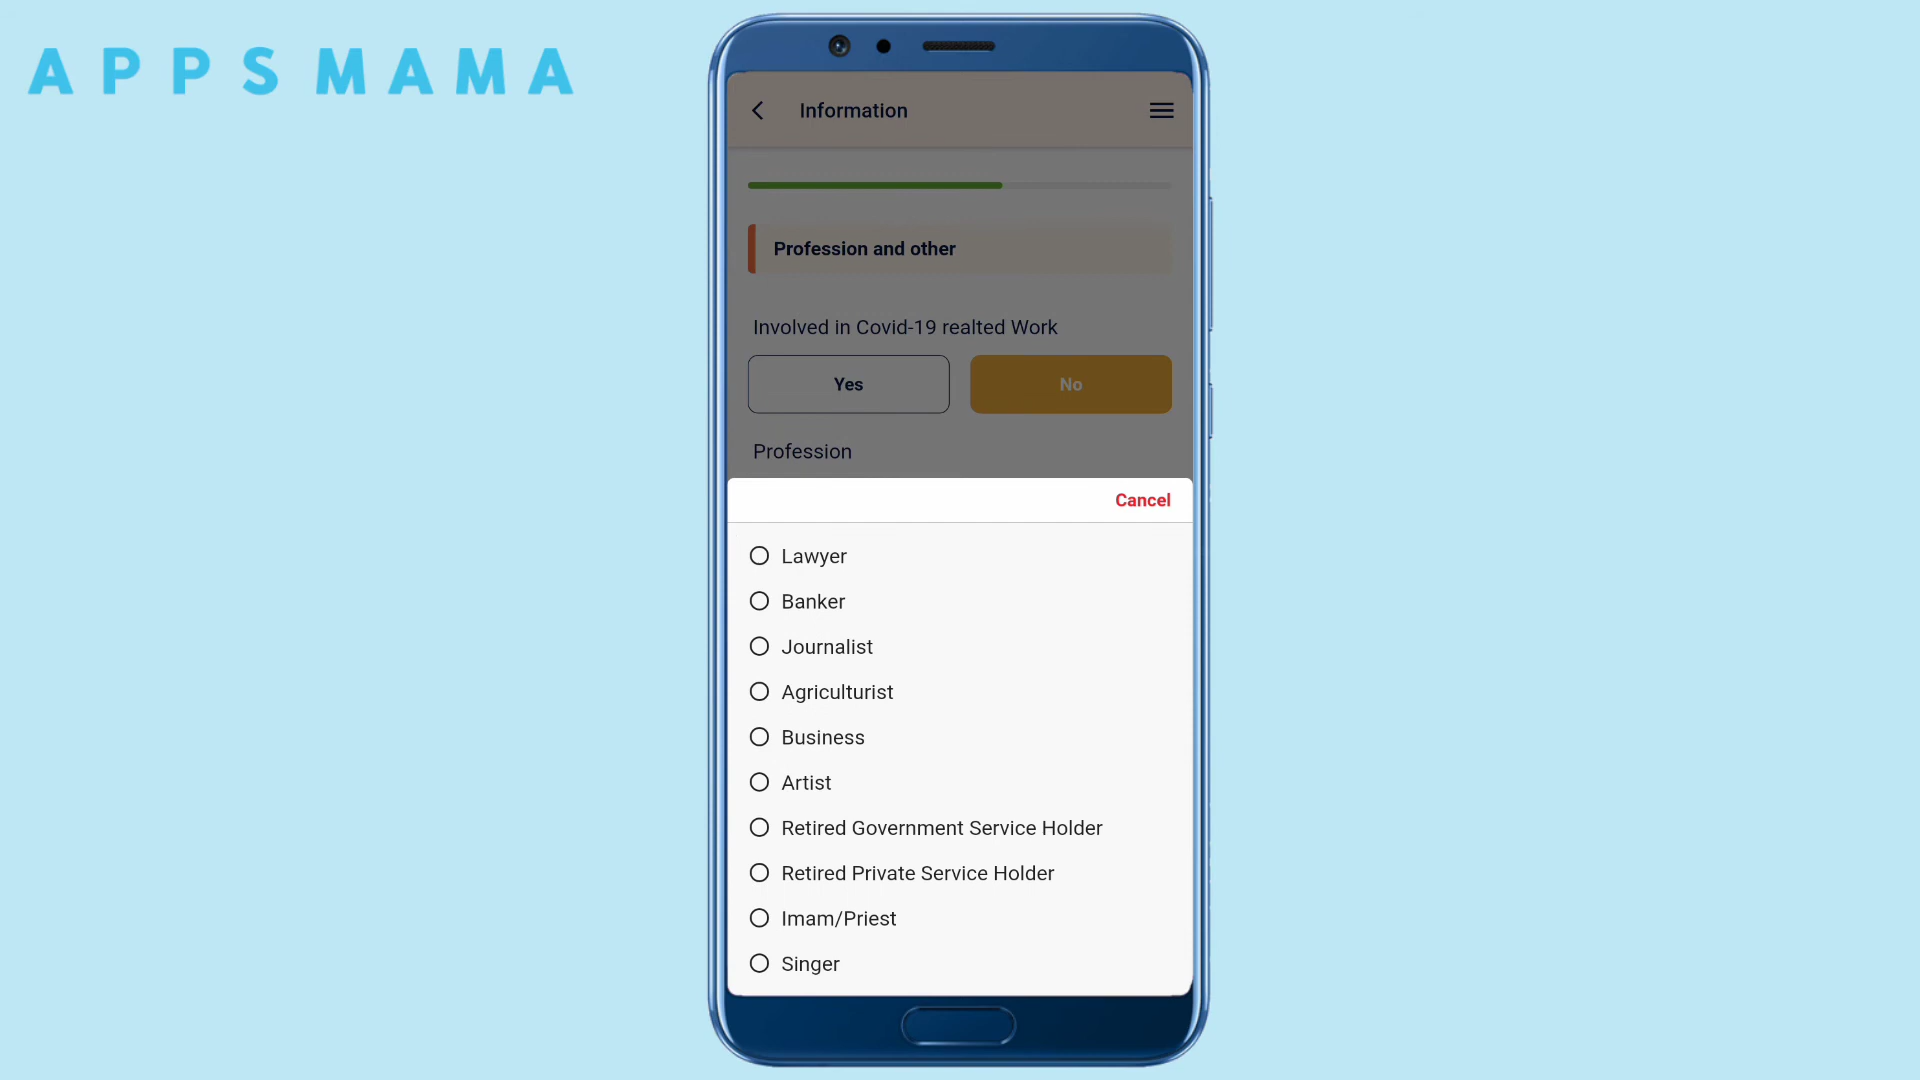 APPSMAMA
Information
Profession and other
Involved in Covid-19 realted Work
Yes
No
Profession
Cancel
Lawyer
Banker
Journalist
Agriculturist
Business
Artist
Retired Government Service Holder
Retired Private Service Holder
Imam/Priest
Singer